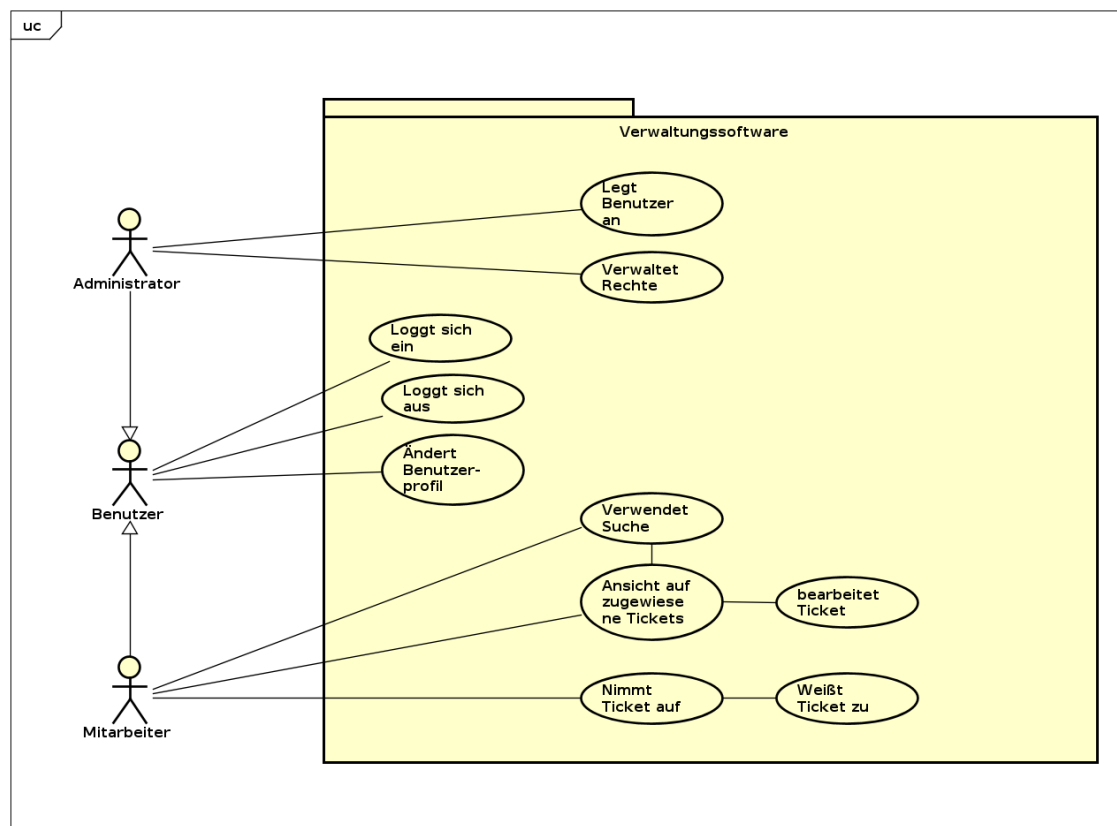 uc
Verwaltungssoftware
Legt
Benutzer
an
Administrator
Verwaltet
Rechte
Loggt sich
ein
Loggt sich
aus
Ändert
Benutzer-
profil
Benutzer
Verwendet
Suche
Ansicht auf
zugewiese
ne Tickets
bearbeitet
Ticket
Mitarbeiter
Nimmt
Ticket auf
Weißt
Ticket zu